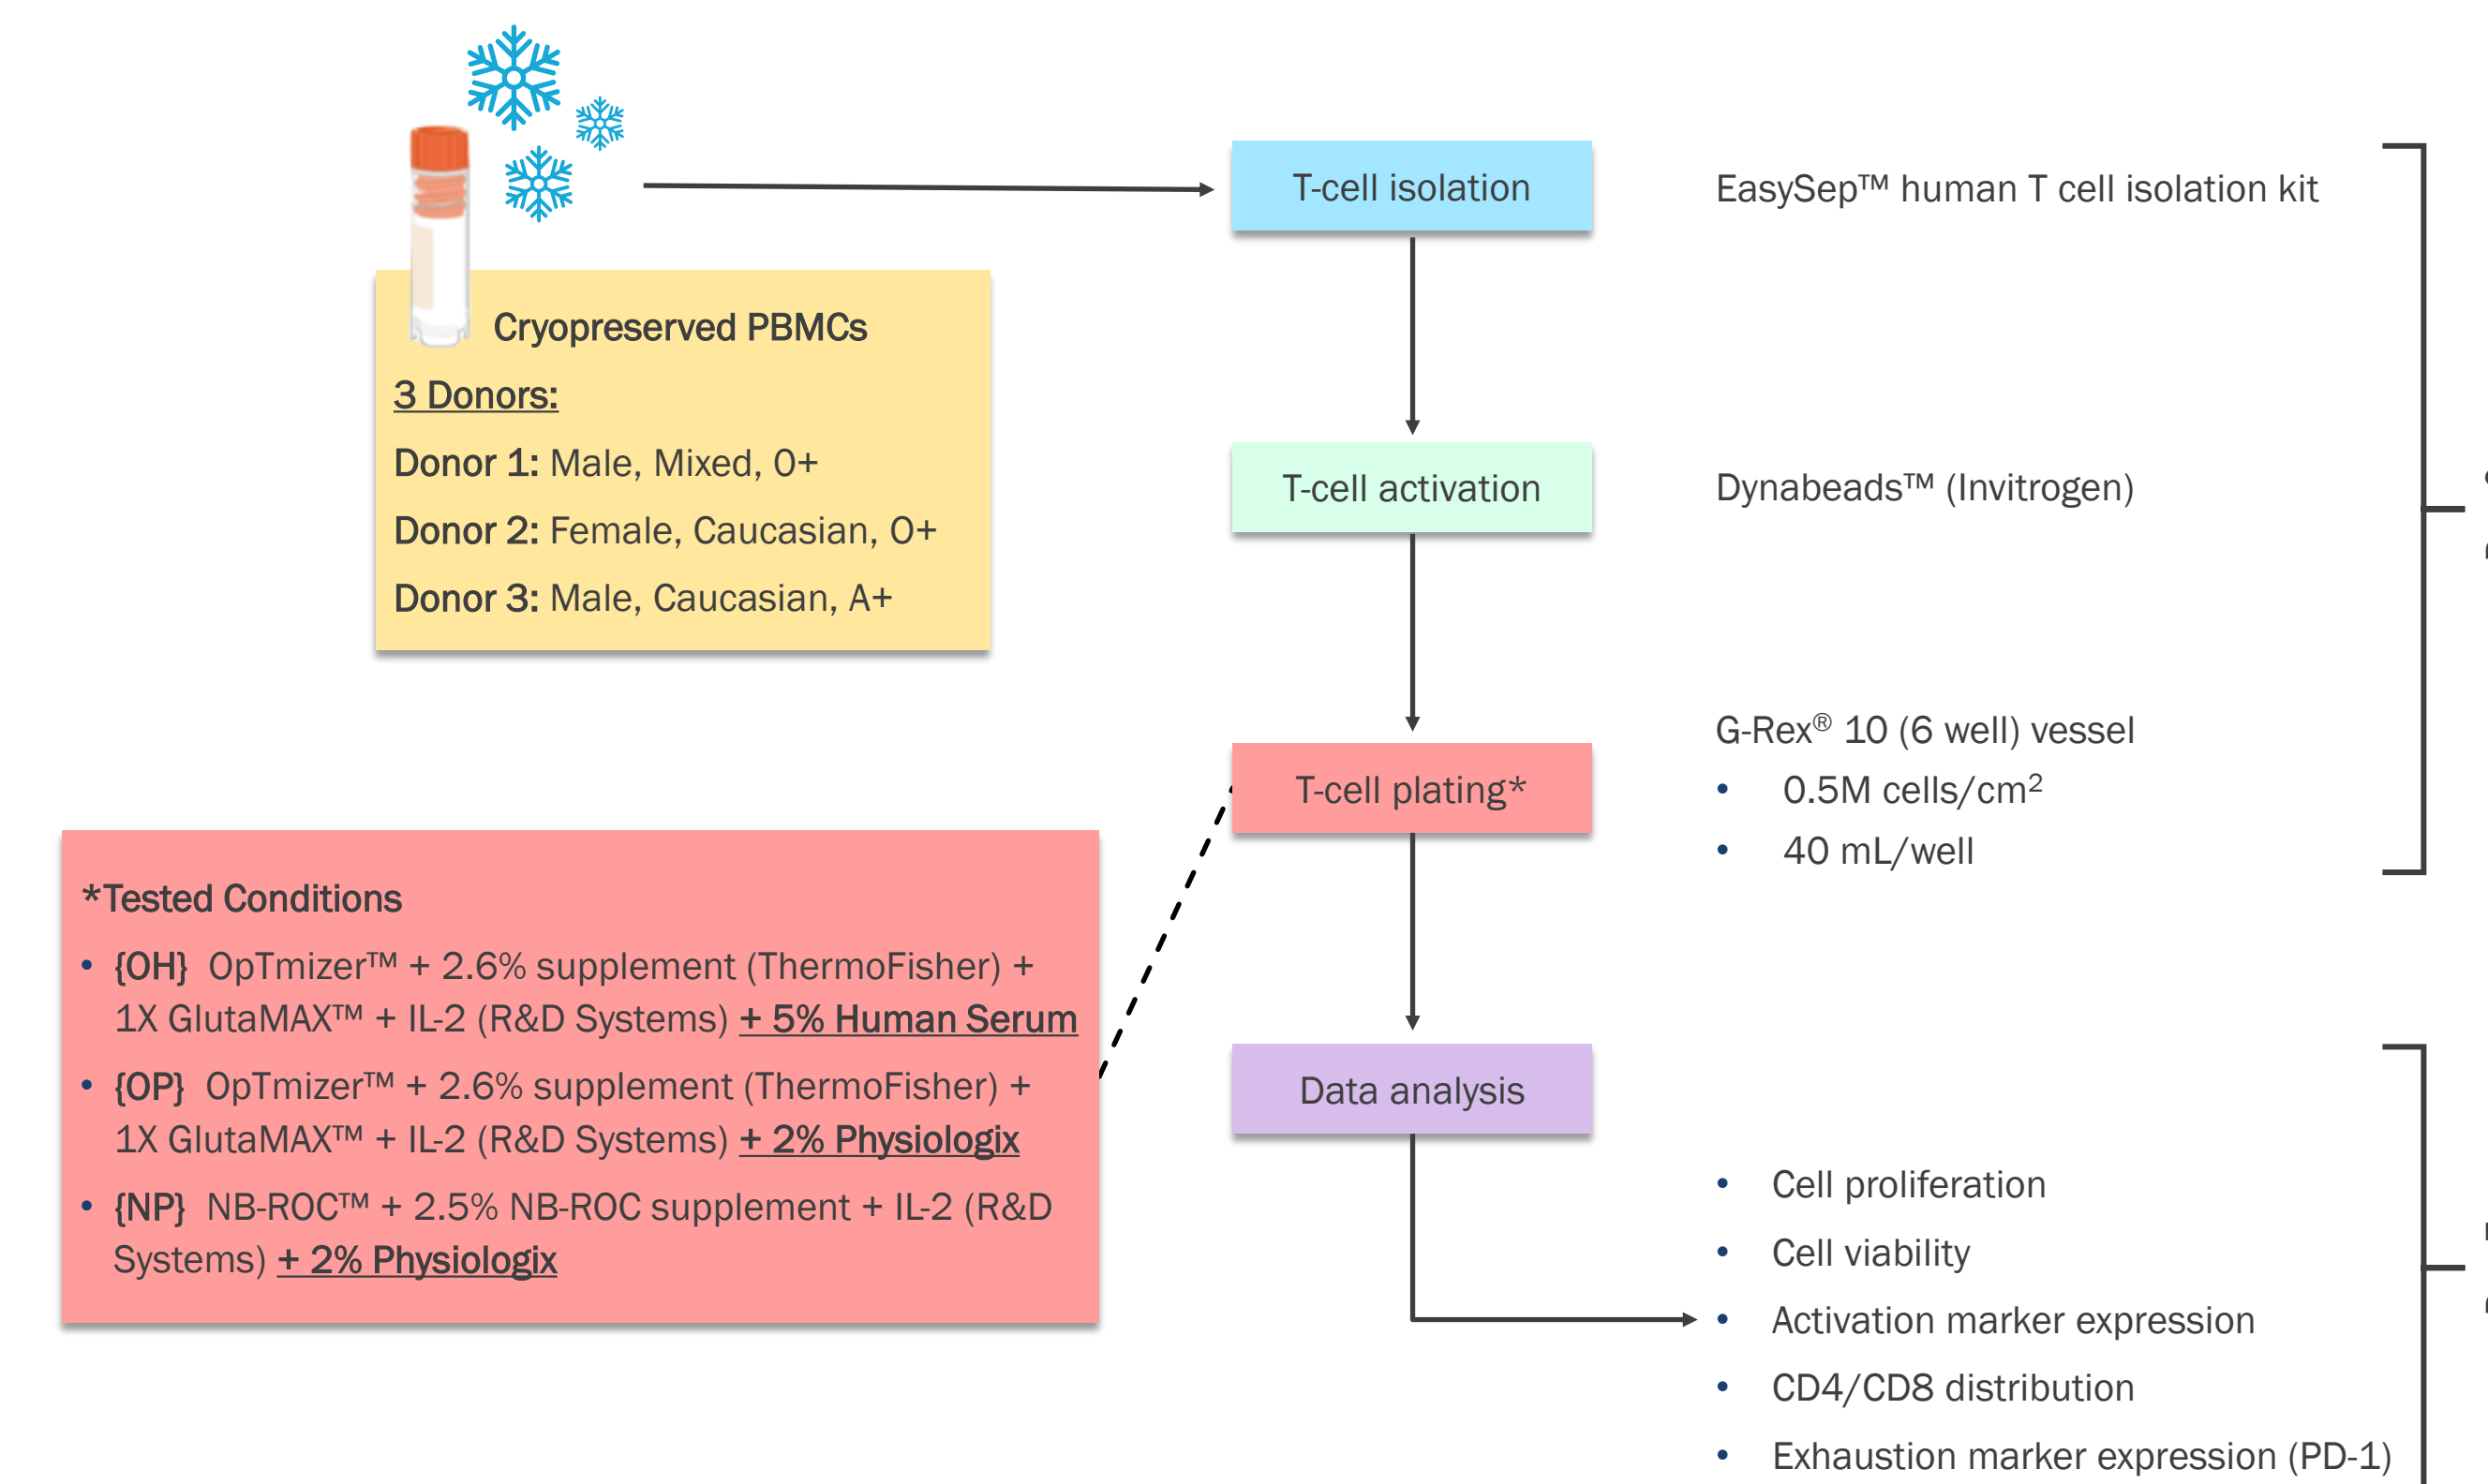 T-cell isolation
EasySep™ human T cell isolation kit
Cryopreserved PBMCs
3 Donors:
Donor 1: Male, Mixed, O+
Donor 2: Female, Caucasian, O+
Donor 3: Male, Caucasian, A+
T-cell activation
Dynabeads™ (Invitrogen)
T-cell plating*
G-Rex® 10 (6 well) vessel
• 0.5M cells/cm²
• 40 mL/well
*Tested Conditions
• {OH} OpTmizer™ + 2.6% supplement (ThermoFisher) +
1X GlutaMAX™ + IL-2 (R&D Systems) + 5% Human Serum
• {OP} OpTmizer™ + 2.6% supplement (ThermoFisher) +
1X GlutaMAX™ + IL-2 (R&D Systems) + 2% Physiologix
• {NP} NB-ROC™ + 2.5% NB-ROC supplement + IL-2 (R&D
Systems) + 2% Physiologix
Data analysis
• Cell proliferation
• Cell viability
• Activation marker expression
• CD4/CD8 distribution
• Exhaustion marker expression (PD-1)